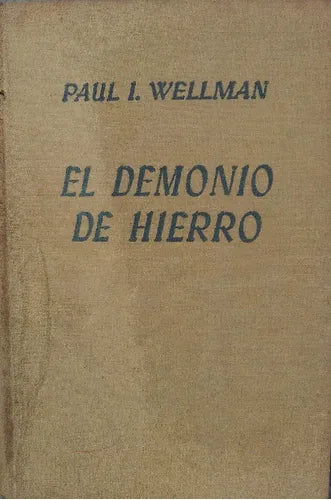 PAUL I. WELLMAN
EL DEMONIO
DE HIERRO